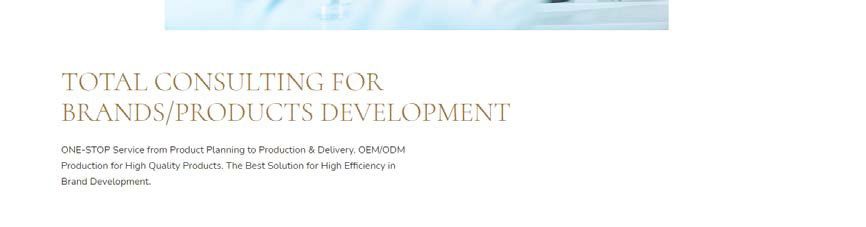 TOTAL CONSULTING FOR
BRANDS/PRODUCTS DEVELOPMENT
ONE-STOP Service from Product Planning to Production & Delivery. OEM/ODM
Production for High Quality Products. The Best Solution for High Efficiency in
Brand Development.